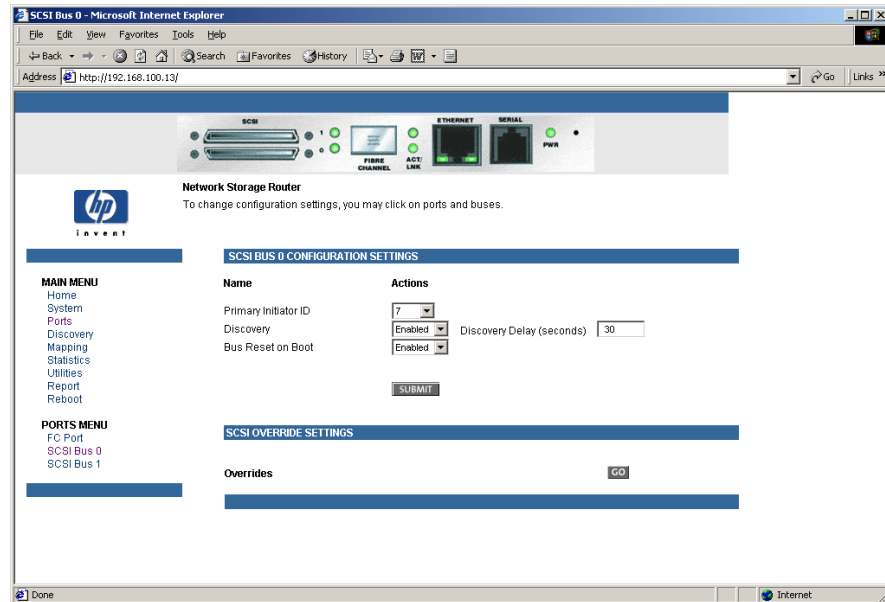 SCSI Bus 0 - Microsoft Internet Explorer
File Edit View Favorites Tools Help
Back Search Favorites History
Address http://192.168.100.13/ Go Links »
SCSI
1
0
FIBRE CHANNEL
ACT/ LNK
ETHERNET
SERIAL
PWR
hp
invent
Network Storage Router
To change configuration settings, you may click on ports and buses.
MAIN MENU
Home
System
Ports
Discovery
Mapping
Statistics
Utilities
Report
Reboot
PORTS MENU
FC Port
SCSI Bus 0
SCSI Bus 1
SCSI BUS 0 CONFIGURATION SETTINGS
Name Actions
Primary Initiator ID 7
Discovery Enabled Discovery Delay (seconds) 30
Bus Reset on Boot Enabled
SUBMIT
SCSI OVERRIDE SETTINGS
Overrides GO
Done Internet